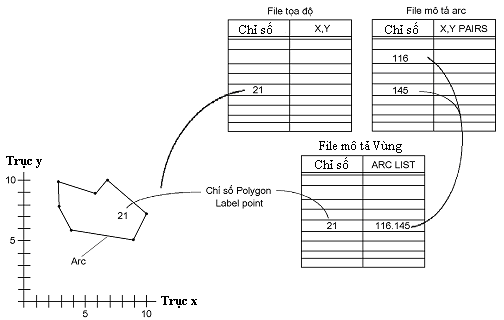 File tọa độ
Chỉ số X,Y
21
File mô tả arc
Chỉ số X,Y PAIRS
116
145
File mô tả Vùng
Chỉ số ARC LIST
21 116.145
Trục y
10
5
21
Arc
5 10
Trục x
Chỉ số Polygon
Label point